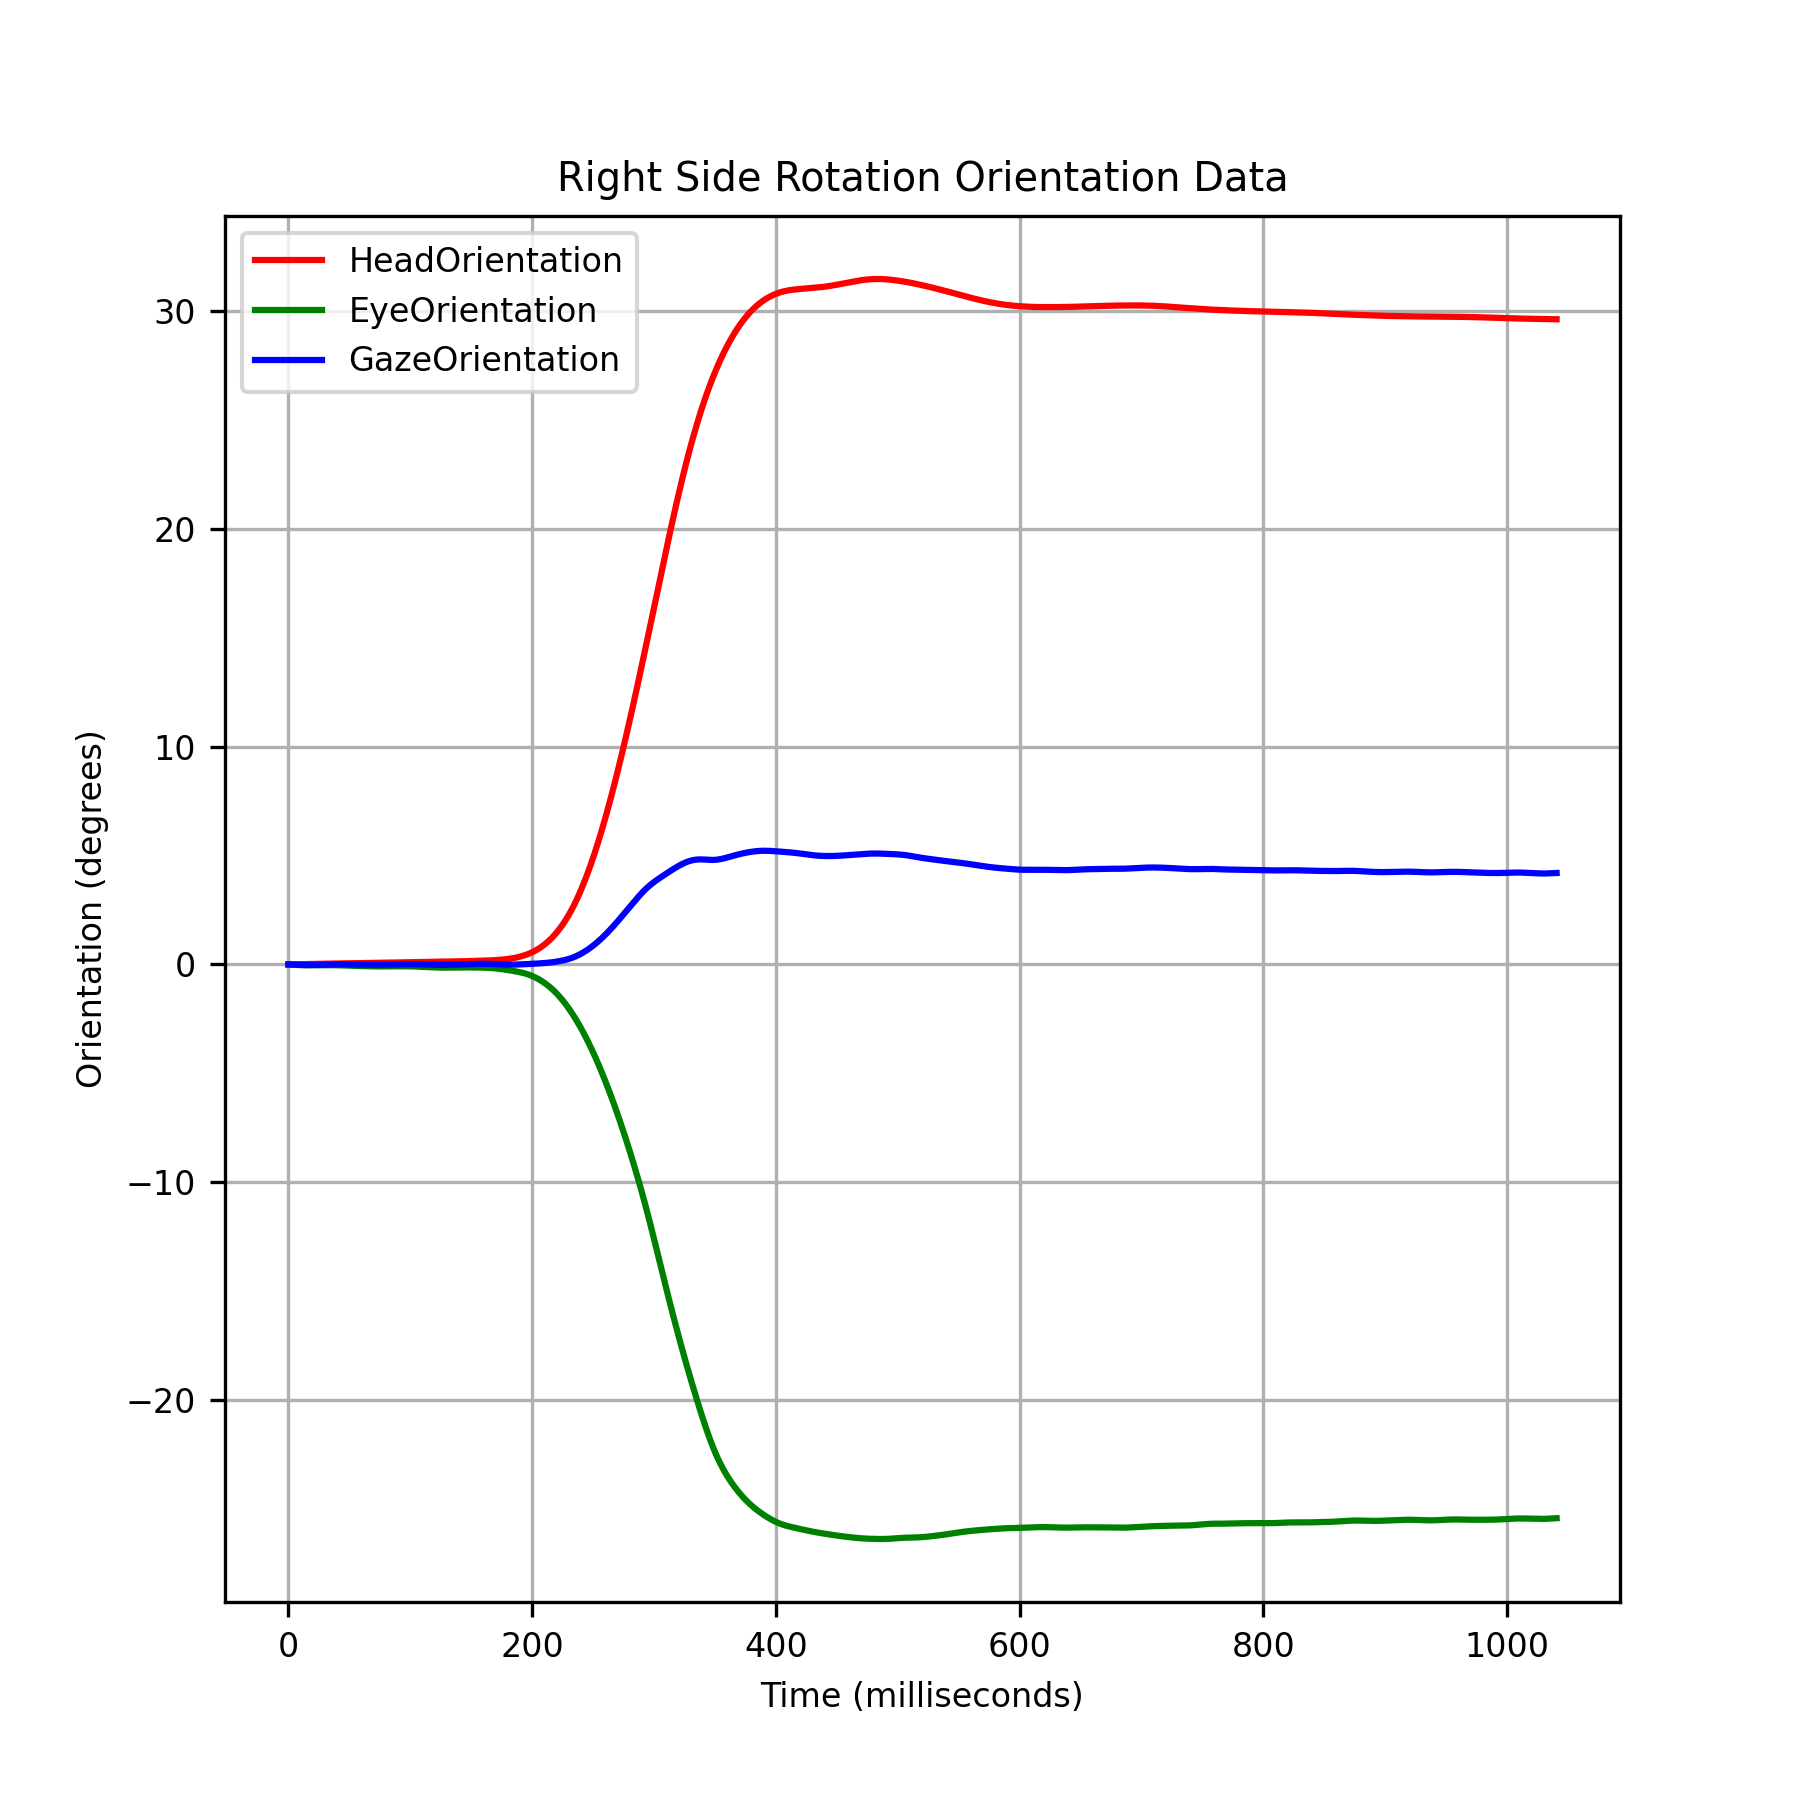 Right Side Rotation Orientation Data
HeadOrientation
EyeOrientation
GazeOrientation
30
20
10
0
−10
−20
Orientation (degrees)
0 200 400 600 800 1000
Time (milliseconds)